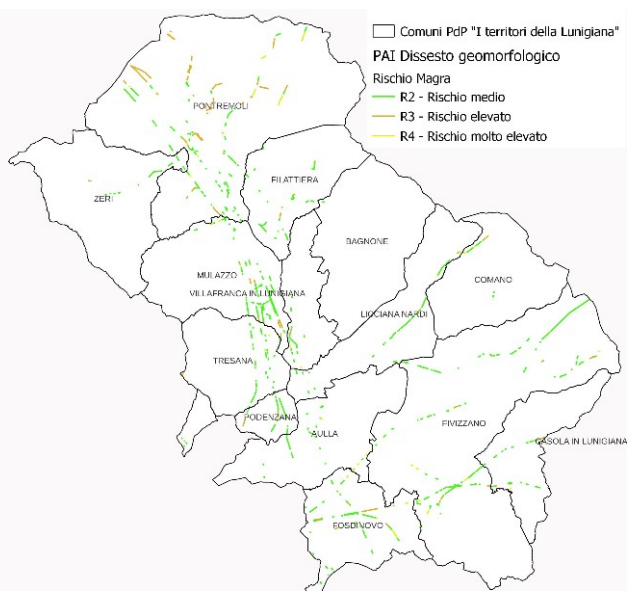 Comuni PdP "I territori della Lunigiana"
PAI Dissesto geomorfologico
Rischio Magra
R2 - Rischio medio
R3 - Rischio elevato
R4 - Rischio molto elevato
PONTREMOLI
FILATTIERA
ZERI
BAGNONE
MULAZZO
COMANO
VILLAFRANCA IN LUNIGIANA
LICCIANA NARDI
TRESANA
PODENZANA
FIVIZZANO
AULLA
CASOLA IN LUNIGIANA
FOSDINOVO